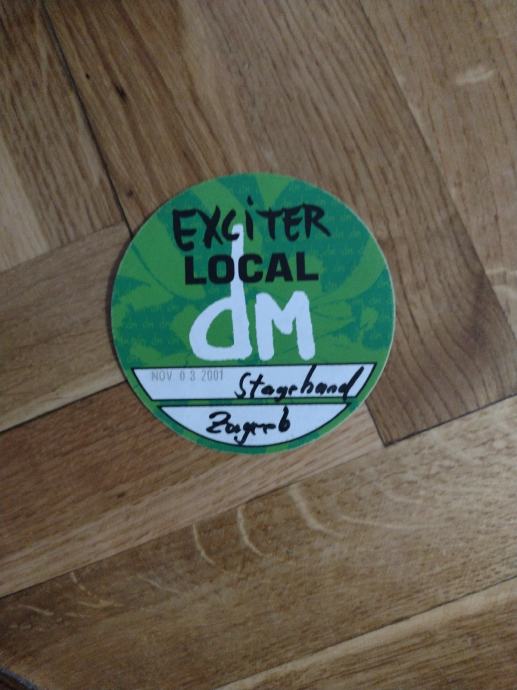 EXCITER
LOCAL
dm
NOV 03 2001 Stagehand
Zagreb